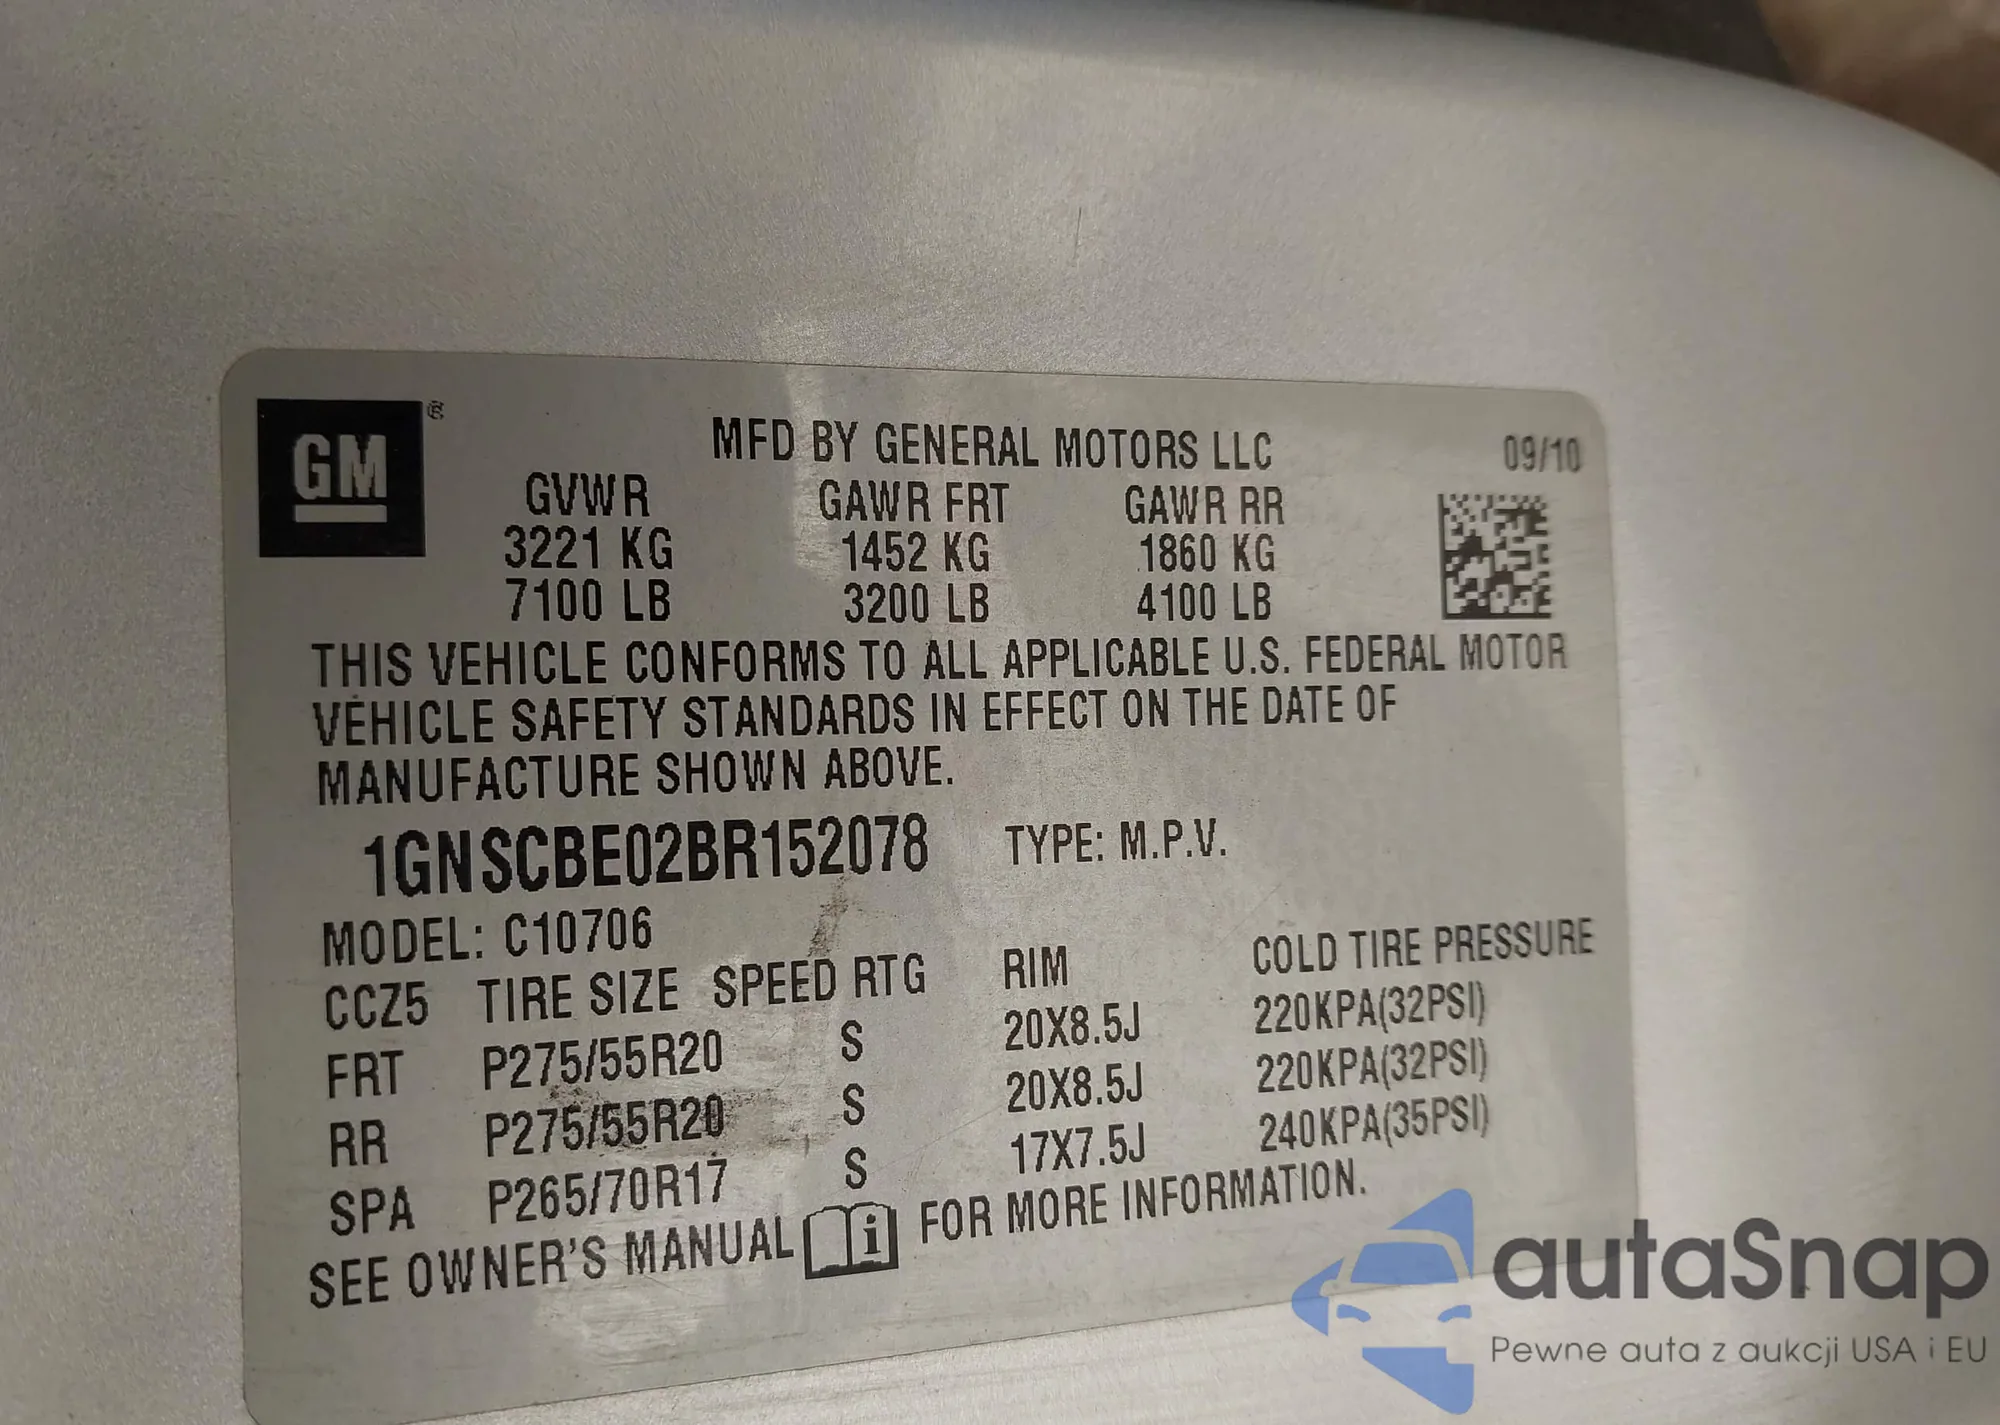 GM ®
MFD BY GENERAL MOTORS LLC 09/10
GVWR GAWR FRT GAWR RR
3221 KG 1452 KG 1860 KG
7100 LB 3200 LB 4100 LB
THIS VEHICLE CONFORMS TO ALL APPLICABLE U.S. FEDERAL MOTOR
VEHICLE SAFETY STANDARDS IN EFFECT ON THE DATE OF
MANUFACTURE SHOWN ABOVE.
1GNSCBE02BR152078 TYPE: M.P.V.
MODEL: C10706
CCZ5 TIRE SIZE SPEED RTG RIM COLD TIRE PRESSURE
FRT P275/55R20 S 20X8.5J 220KPA(32PSI)
RR P275/55R20 S 20X8.5J 220KPA(32PSI)
SPA P265/70R17 S 17X7.5J 240KPA(35PSI)
SEE OWNER'S MANUAL i FOR MORE INFORMATION.
autaSnap
Pewne auta z aukcji USA i EU